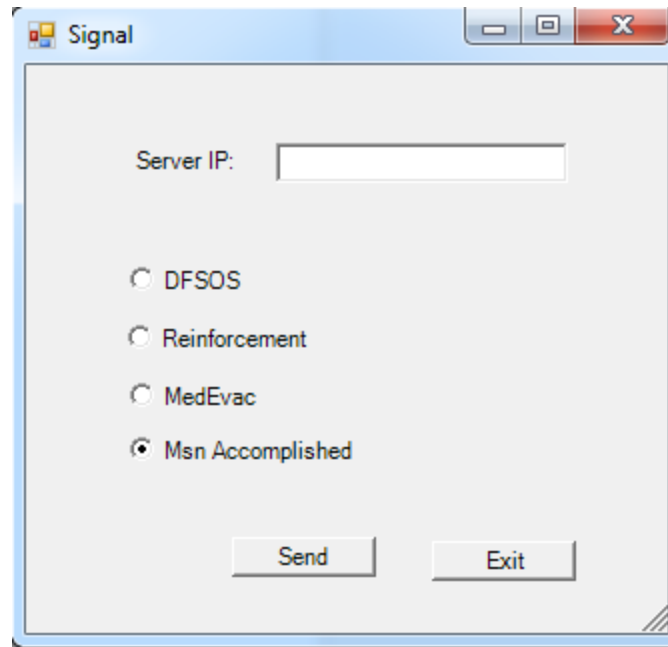 Signal
Server IP:
DFSOS
Reinforcement
MedEvac
Msn Accomplished
Send Exit